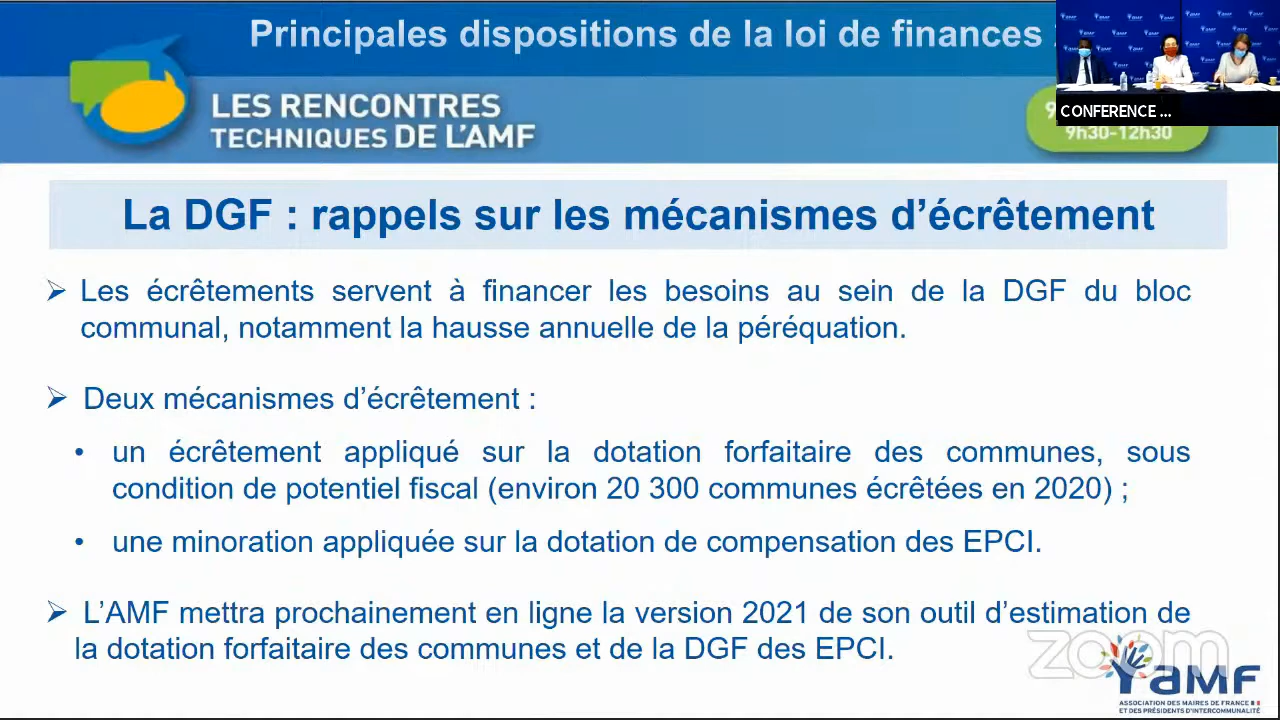 Principales dispositions de la loi de finances
LES RENCONTRES
TECHNIQUES DE L'AMF
CONFERENCE ...
9h30-12h30
La DGF : rappels sur les mécanismes d'écrêtement
➢ Les écrêtements servent à financer les besoins au sein de la DGF du bloc
communal, notamment la hausse annuelle de la péréquation.
➢ Deux mécanismes d'écrêtement :
• un écrêtement appliqué sur la dotation forfaitaire des communes, sous
condition de potentiel fiscal (environ 20 300 communes écrêtées en 2020) ;
• une minoration appliquée sur la dotation de compensation des EPCI.
➢ L'AMF mettra prochainement en ligne la version 2021 de son outil d'estimation de
la dotation forfaitaire des communes et de la DGF des EPCI.
zoom
AMF
ASSOCIATION DES MAIRES DE FRANCE
ET DES PRÉSIDENTS D'INTERCOMMUNALITÉ